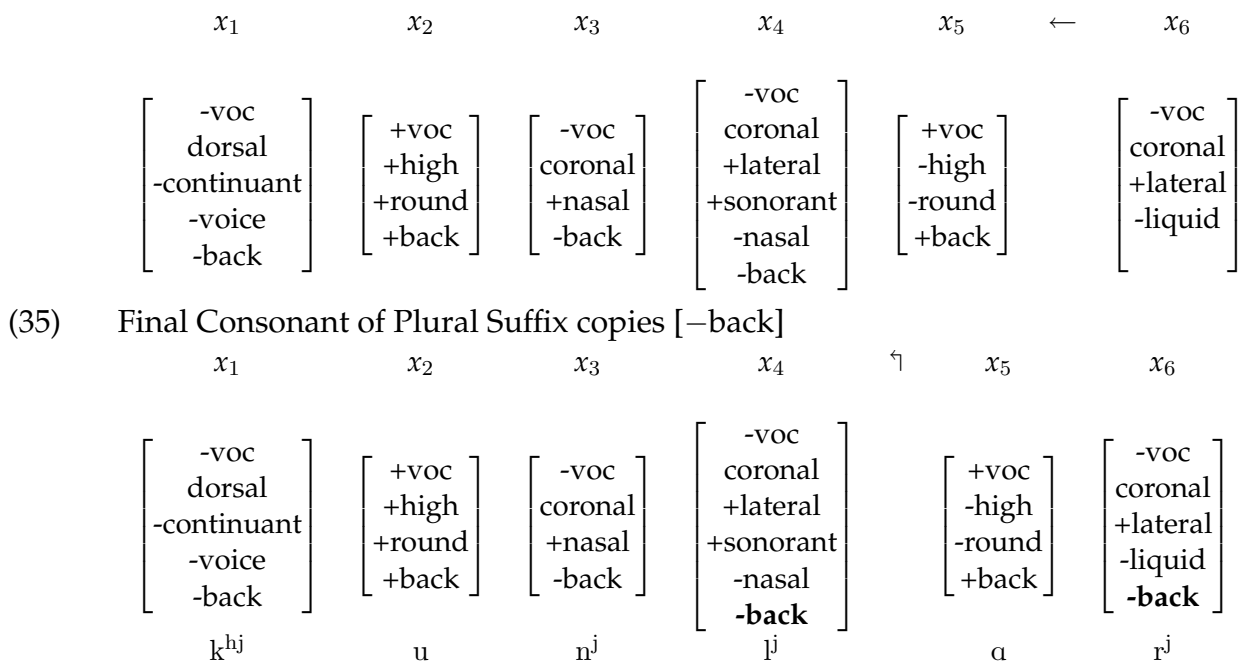 x₁ x₂ x₃ x₄ x₅ ← x₆
-voc
dorsal
-continuant
-voice
-back
+voc
+high
+round
+back
-voc
coronal
+nasal
-back
-voc
coronal
+lateral
+sonorant
-nasal
-back
+voc
-high
-round
+back
-voc
coronal
+lateral
-liquid
(35) Final Consonant of Plural Suffix copies [−back]
x₁ x₂ x₃ x₄ ↰ x₅ x₆
-voc
dorsal
-continuant
-voice
-back
+voc
+high
+round
+back
-voc
coronal
+nasal
-back
-voc
coronal
+lateral
+sonorant
-nasal
-back
+voc
-high
-round
+back
-voc
coronal
+lateral
-liquid
-back
kʰʲ u nʲ lʲ ɑ rʲ